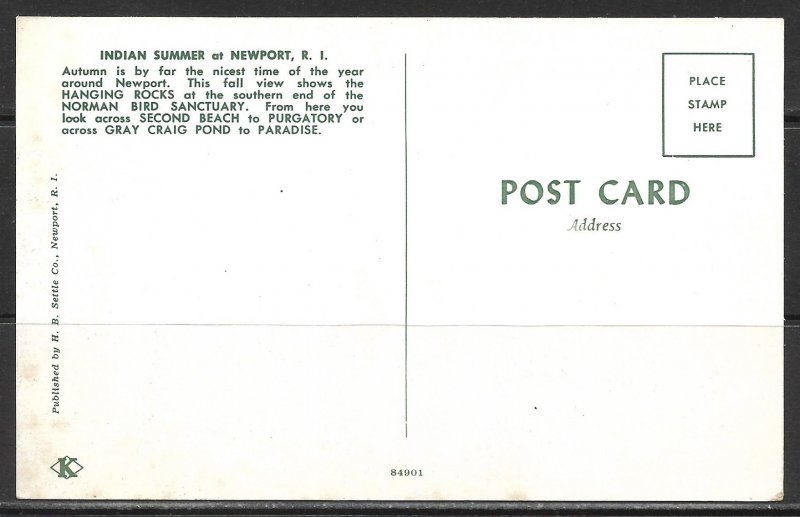 INDIAN SUMMER at NEWPORT, R. I.
Autumn is by far the nicest time of the year
around Newport. This fall view shows the
HANGING ROCKS at the southern end of the
NORMAN BIRD SANCTUARY. From here you
look across SECOND BEACH to PURGATORY or
across GRAY CRAIG POND to PARADISE.
Published by H. B. Settle Co., Newport, R. I.
K
84901
PLACE
STAMP
HERE
POST CARD
Address